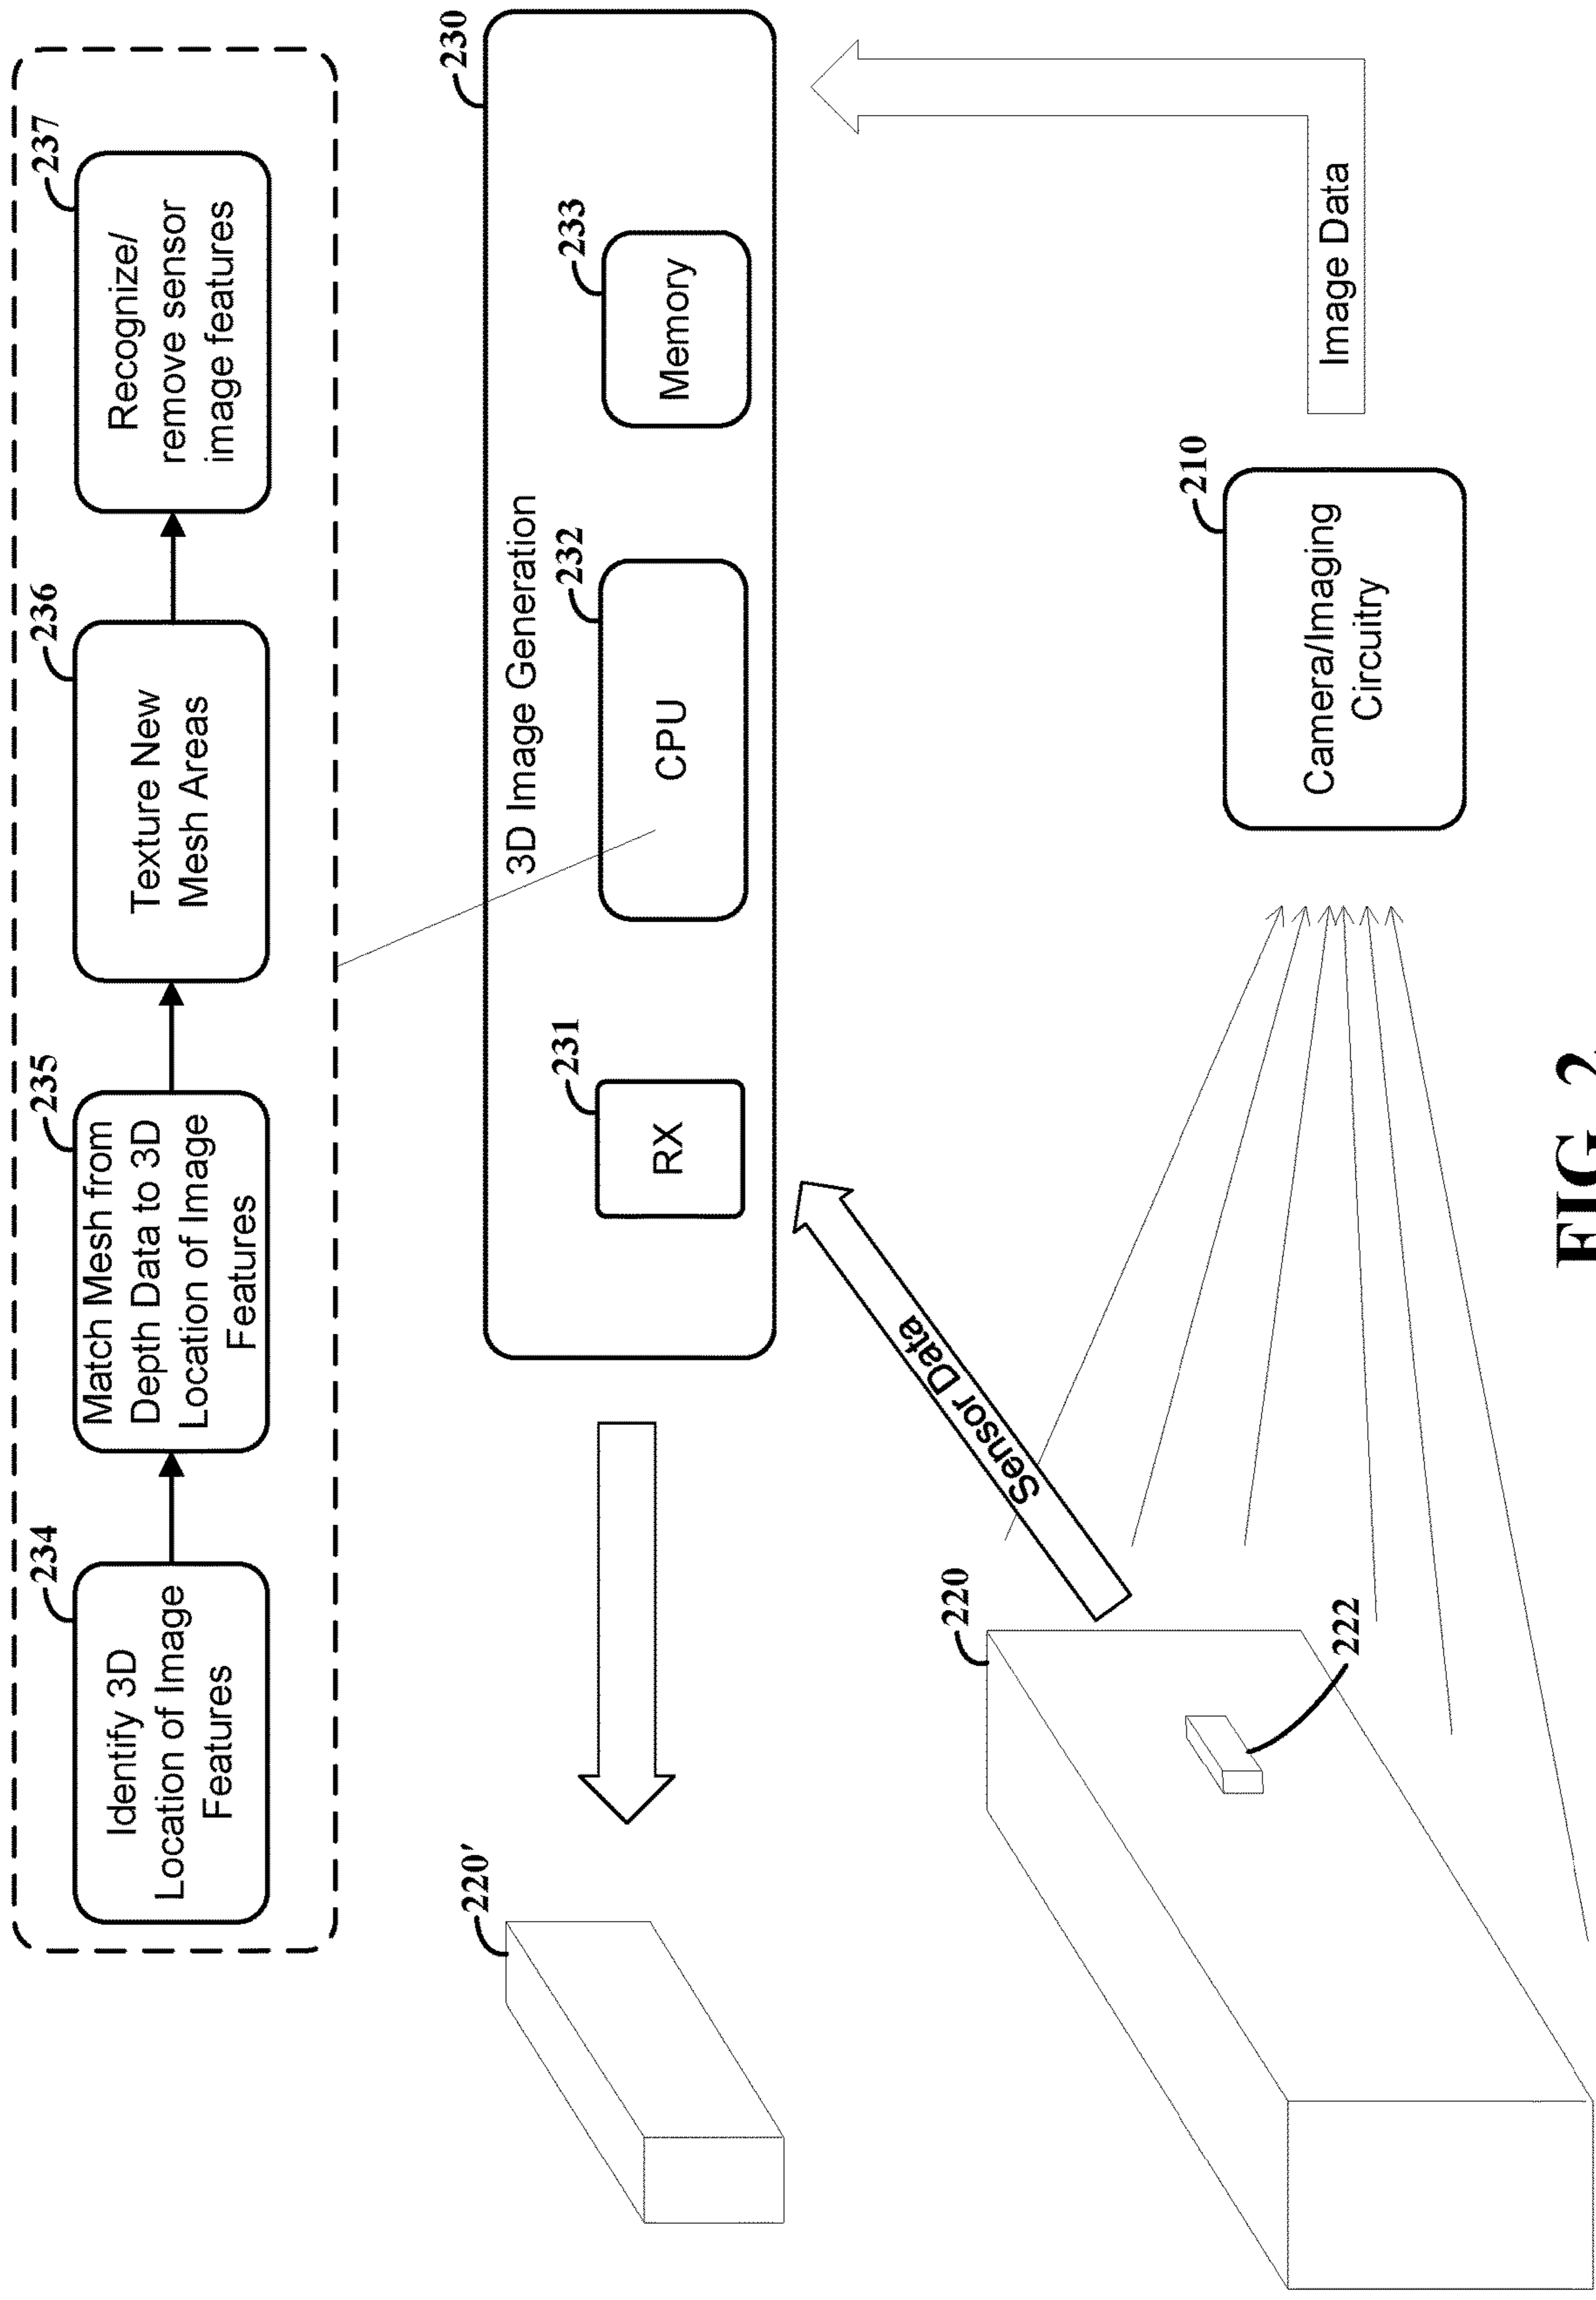 234
Identify 3D
Location of Image
Features
235
Match Mesh from
Depth Data to 3D
Location of Image
Features
236
Texture New
Mesh Areas
237
Recognize/
remove sensor
image features
230
3D Image Generation
231
RX
232
CPU
233
Memory
220'
Sensor Data
220
222
210
Camera/Imaging
Circuitry
Image Data
FIG. 2